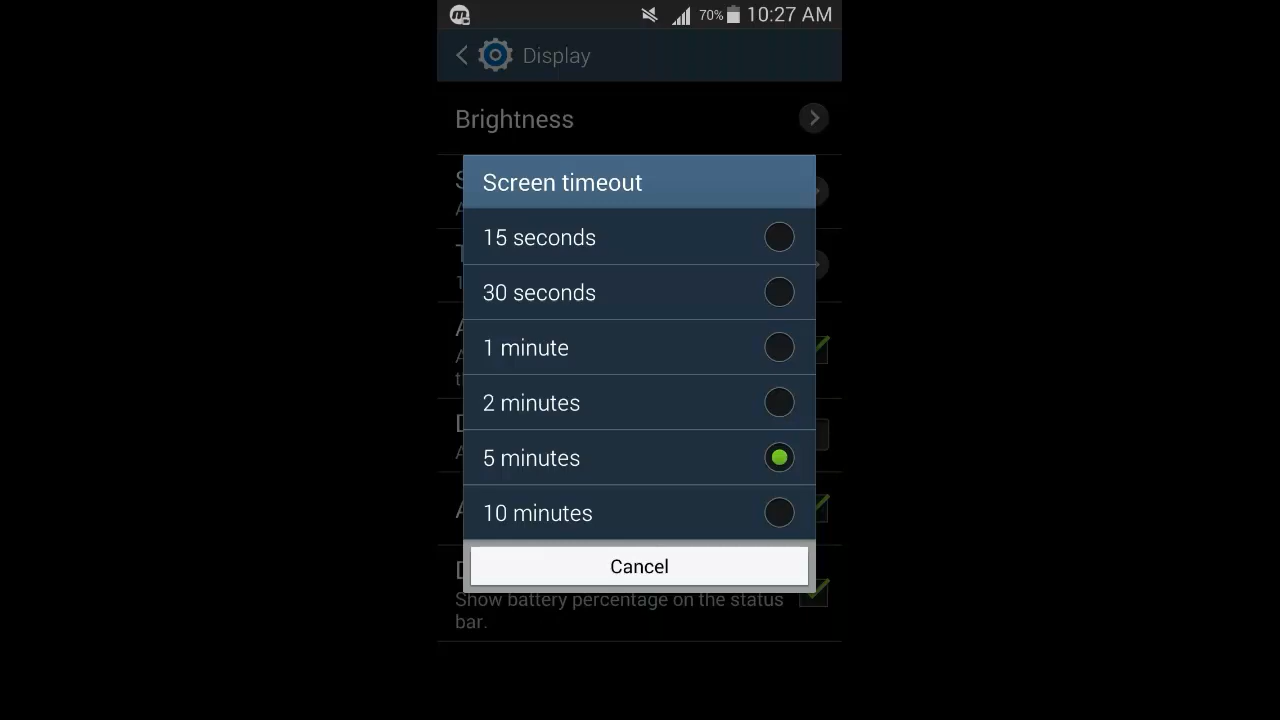 70% 10:27 AM
Display
Brightness
Screen timeout
15 seconds
30 seconds
1 minute
2 minutes
5 minutes
10 minutes
Cancel
Show battery percentage on the status
bar.